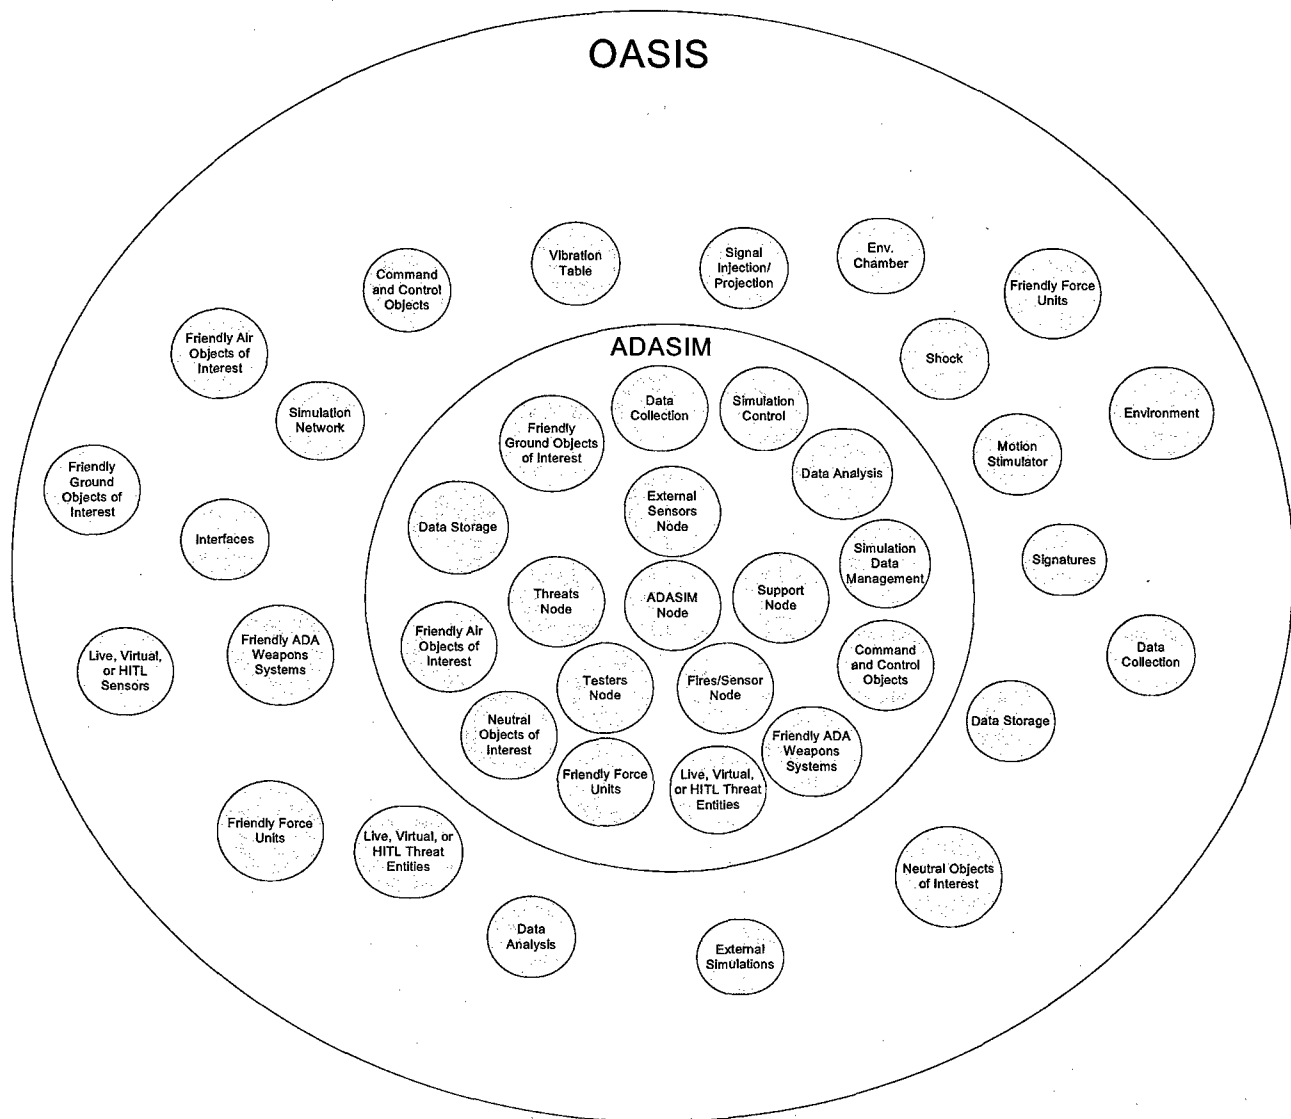 OASIS
Vibration
Table
Signal
Injection/
Projection
Env.
Chamber
Command
and Control
Objects
Friendly Force
Units
Friendly Air
Objects of
Interest
Shock
Simulation
Network
Environment
Motion
Stimulator
Friendly
Ground
Objects of
Interest
Interfaces
Signatures
Friendly ADA
Weapons
Systems
Live, Virtual,
or HITL
Sensors
Data
Collection
Data Storage
Friendly Force
Units
Live, Virtual, or
HITL Threat
Entities
Neutral Objects
of Interest
Data
Analysis
External
Simulations
ADASIM
Data
Collection
Simulation
Control
Friendly
Ground Objects
of Interest
Data Analysis
External
Sensors
Node
Data Storage
Simulation
Data
Management
Threats
Node
ADASIM
Node
Support
Node
Friendly Air
Objects of
Interest
Command
and Control
Objects
Testers
Node
Fires/Sensor
Node
Neutral
Objects of
Interest
Friendly ADA
Weapons
Systems
Friendly Force
Units
Live, Virtual,
or HITL Threat
Entities